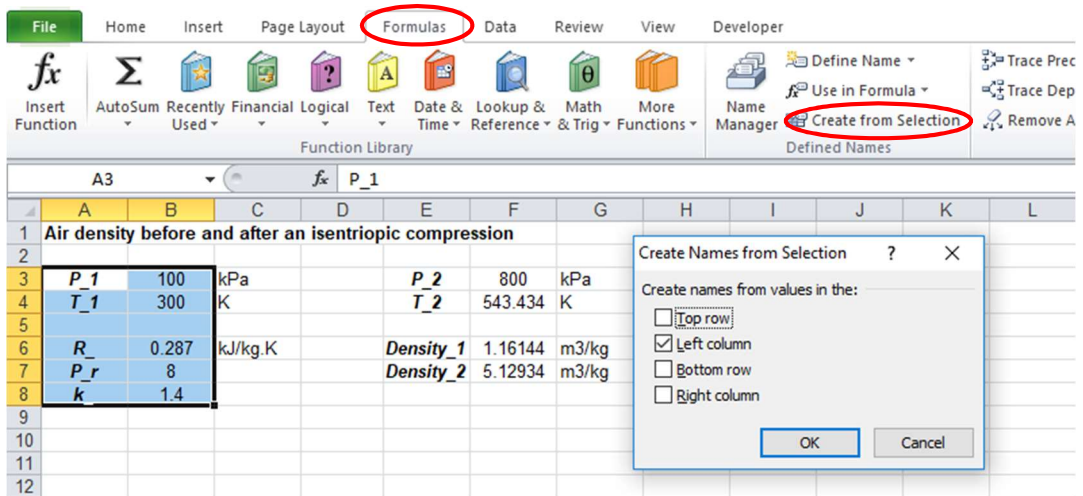 File Home Insert Page Layout Formulas Data Review View Developer
fx Σ ? A θ Define Name Trace Prec
Insert AutoSum Recently Financial Logical Text Date & Lookup & Math More Name Use in Formula Trace Dep
Function Used Time Reference & Trig Functions Manager Create from Selection Remove A
Function Library Defined Names
A3 fx P_1
A B C D E F G H I J K L
1 Air density before and after an isentriopic compression
2
3 P_1 100 kPa P_2 800 kPa
4 T_1 300 K T_2 543.434 K
5
6 R_ 0.287 kJ/kg.K Density_1 1.16144 m3/kg
7 P_r 8 Density_2 5.12934 m3/kg
8 k_ 1.4
9
10
11
12
Create Names from Selection ?
Create names from values in the:
Top row
Left column
Bottom row
Right column
OK Cancel